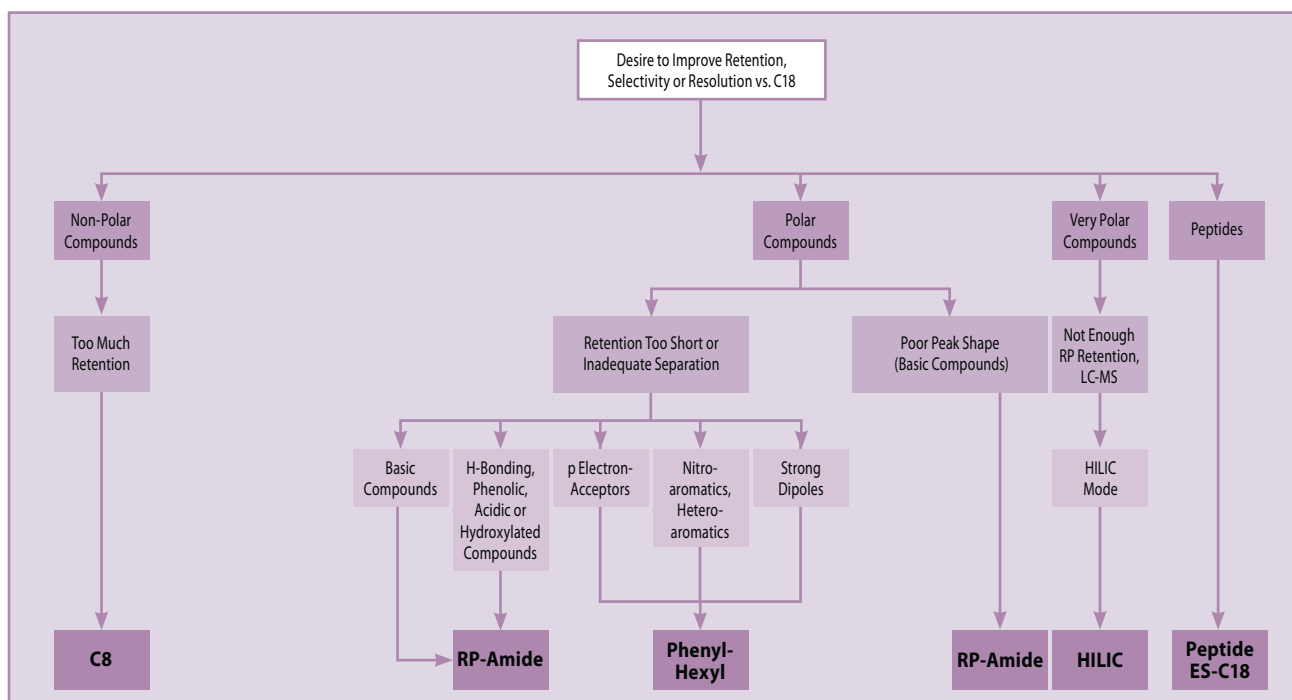 Desire to Improve Retention,
Selectivity or Resolution vs. C18
Non-Polar
Compounds
Polar
Compounds
Very Polar
Compounds
Peptides
Too Much
Retention
Retention Too Short or
Inadequate Separation
Poor Peak Shape
(Basic Compounds)
Not Enough
RP Retention,
LC-MS
Basic
Compounds
H-Bonding,
Phenolic,
Acidic or
Hydroxylated
Compounds
p Electron-
Acceptors
Nitro-
aromatics,
Hetero-
aromatics
Strong
Dipoles
HILIC
Mode
C8
RP-Amide
Phenyl-
Hexyl
RP-Amide
HILIC
Peptide
ES-C18